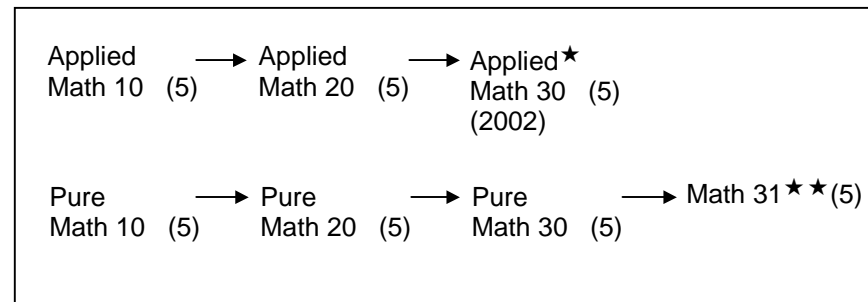 Applied → Applied → Applied★
Math 10 (5) Math 20 (5) Math 30 (5)
(2002)
Pure → Pure → Pure → Math 31★★(5)
Math 10 (5) Math 20 (5) Math 30 (5)